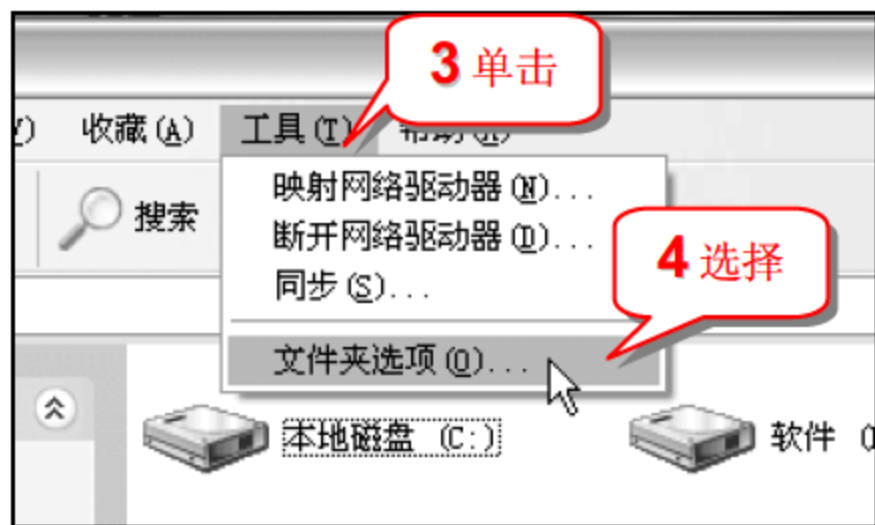 3 单击
) 收藏(A) 工具(T)
映射网络驱动器(N)...
搜索
断开网络驱动器(D)...
4 选择
同步(S)...
文件夹选项(O)...
本地磁盘 (C:)
软件